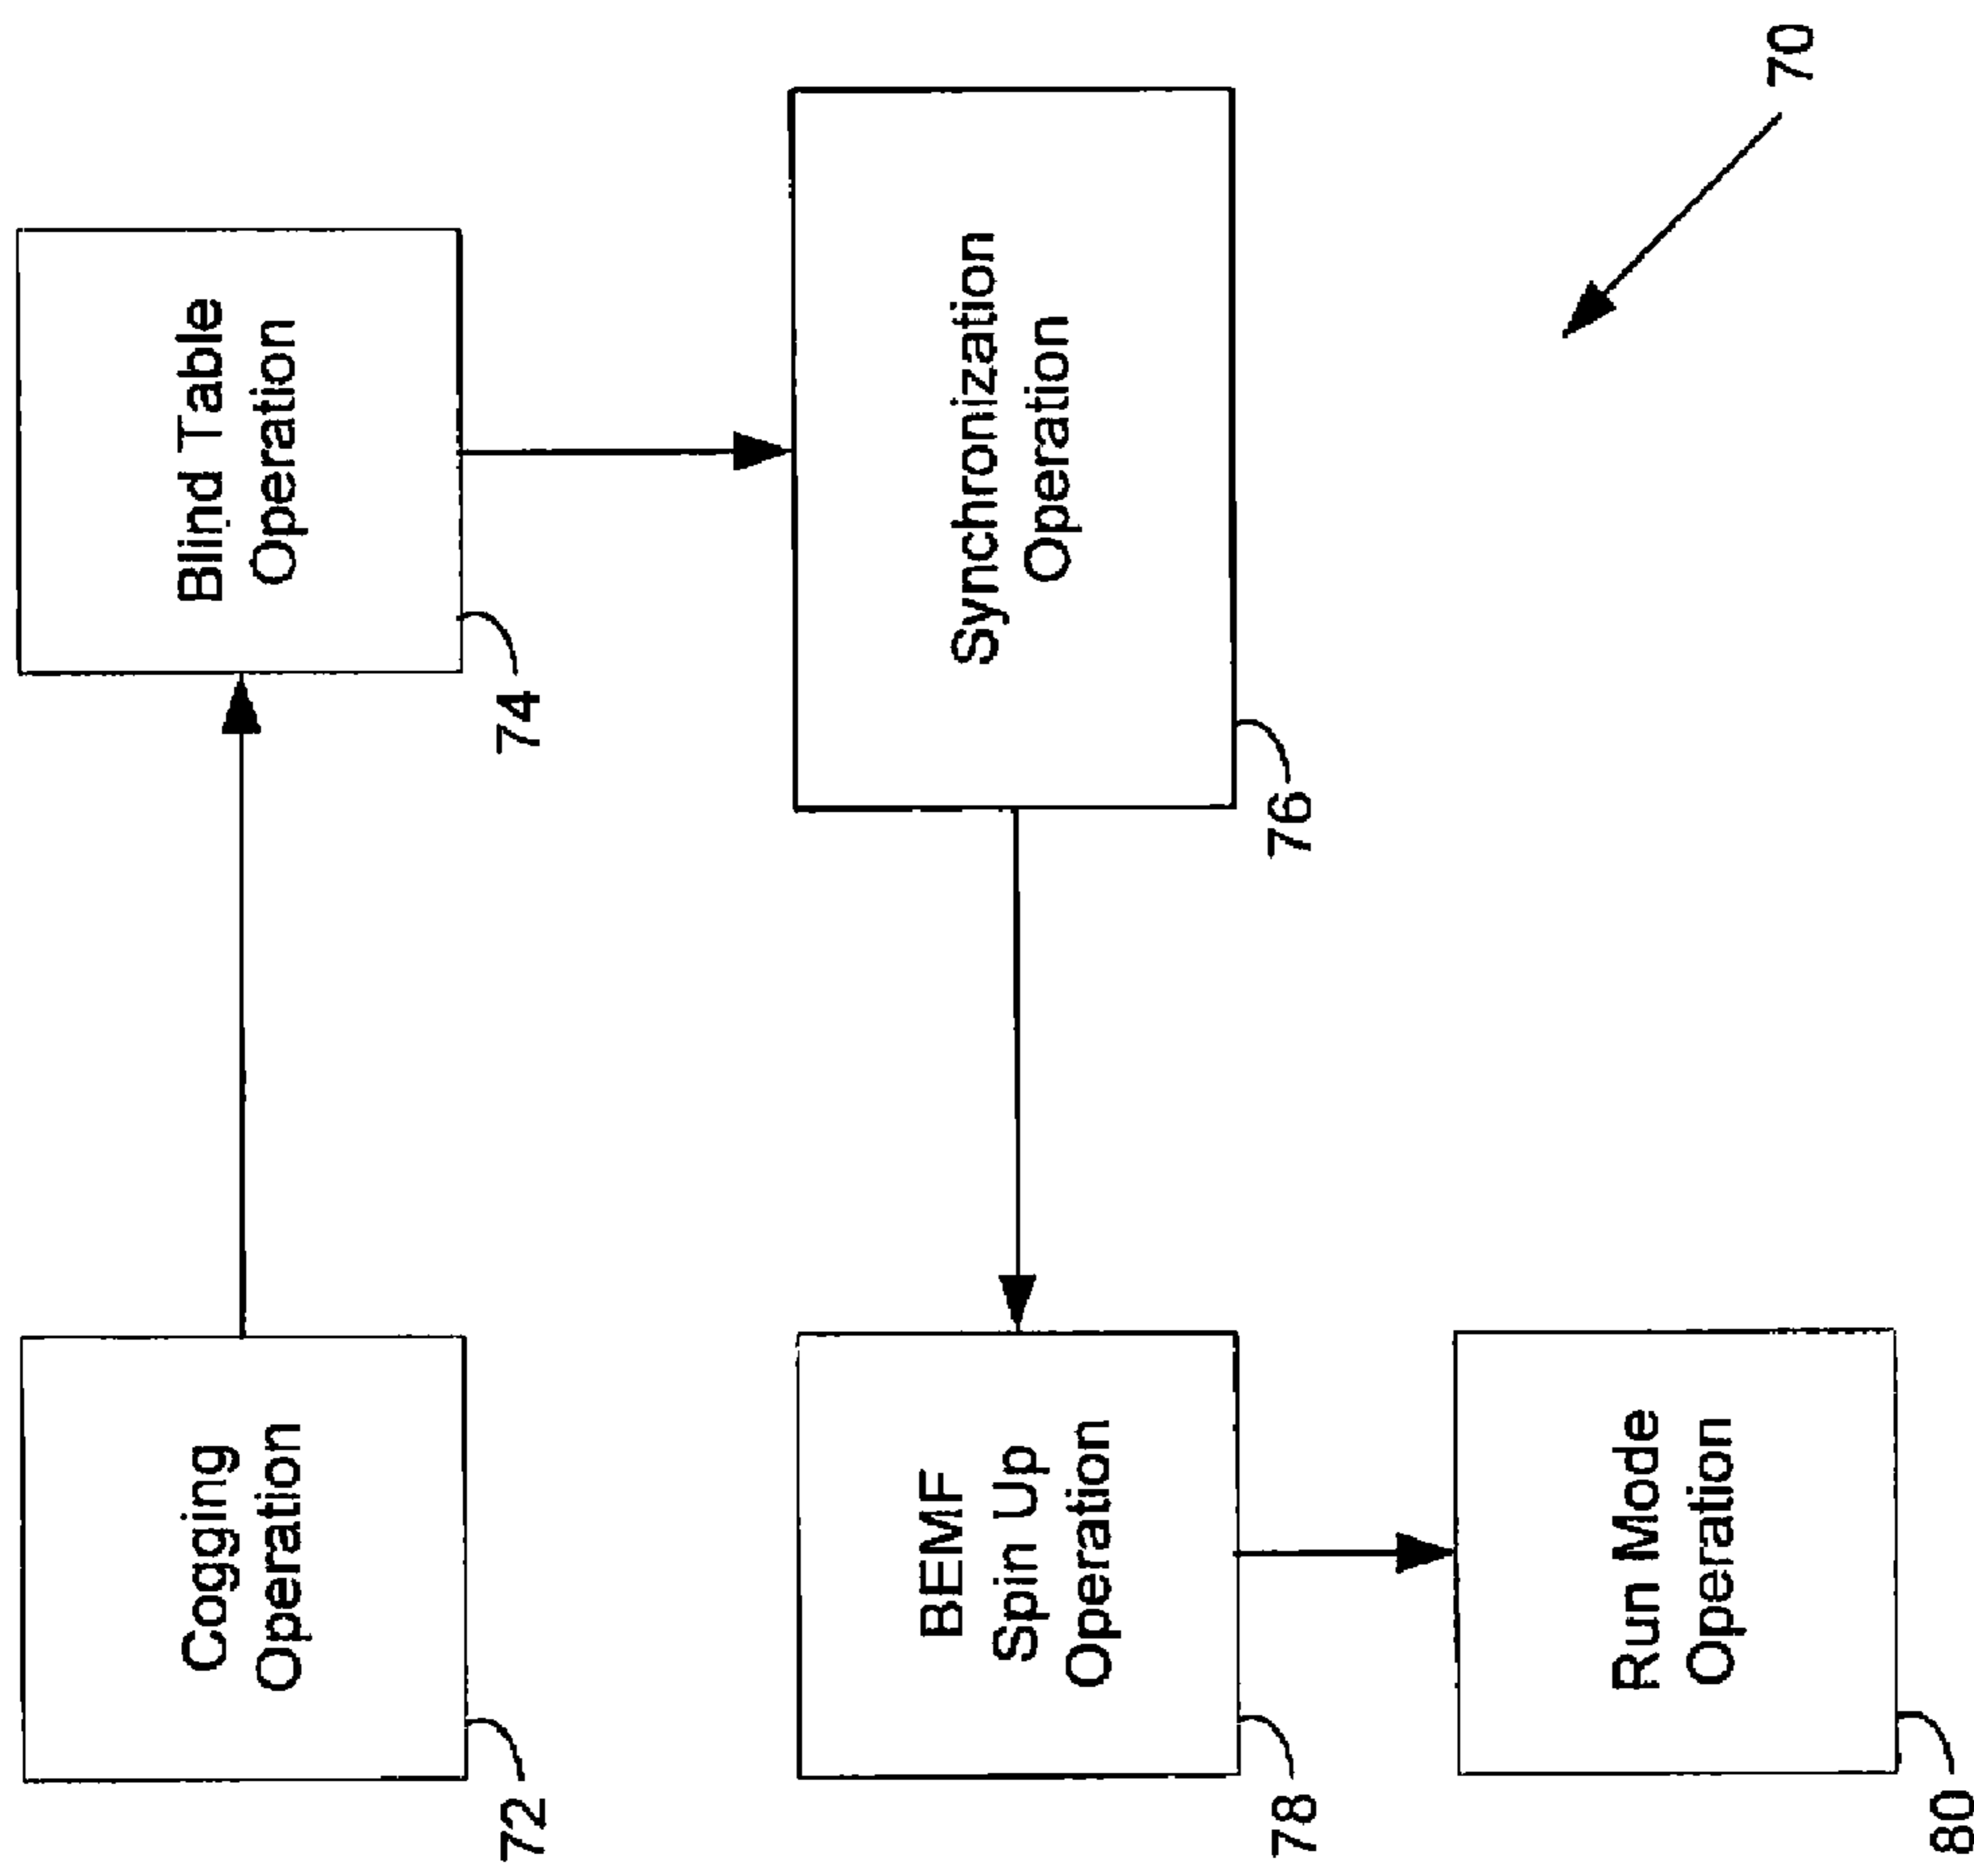 Cogging
Operation
72
Blind Table
Operation
74
BEMF
Spin Up
Operation
78
Synchronization
Operation
76
Run Mode
Operation
80
70